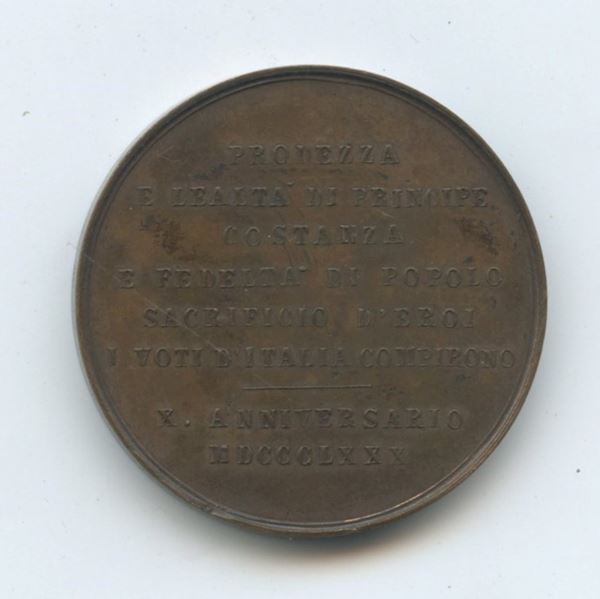 PRODEZZA
E LEALTA' DI PRINCIPE
COSTANZA
E FEDELTA' DI POPOLO
SACRIFICIO D'EROI
I VOTI D'ITALIA COMPIRONO
X. ANNIVERSARIO
MDCCCLXXX